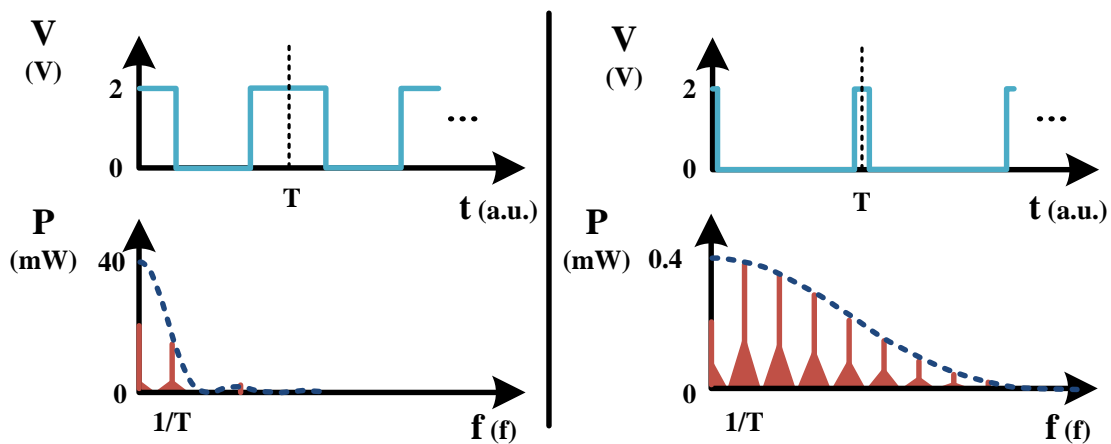 V
(V)
2
0
...
T
t (a.u.)
P
(mW)
40
0
1/T
f (f)
V
(V)
2
0
...
T
t (a.u.)
P
(mW)
0.4
0
1/T
f (f)